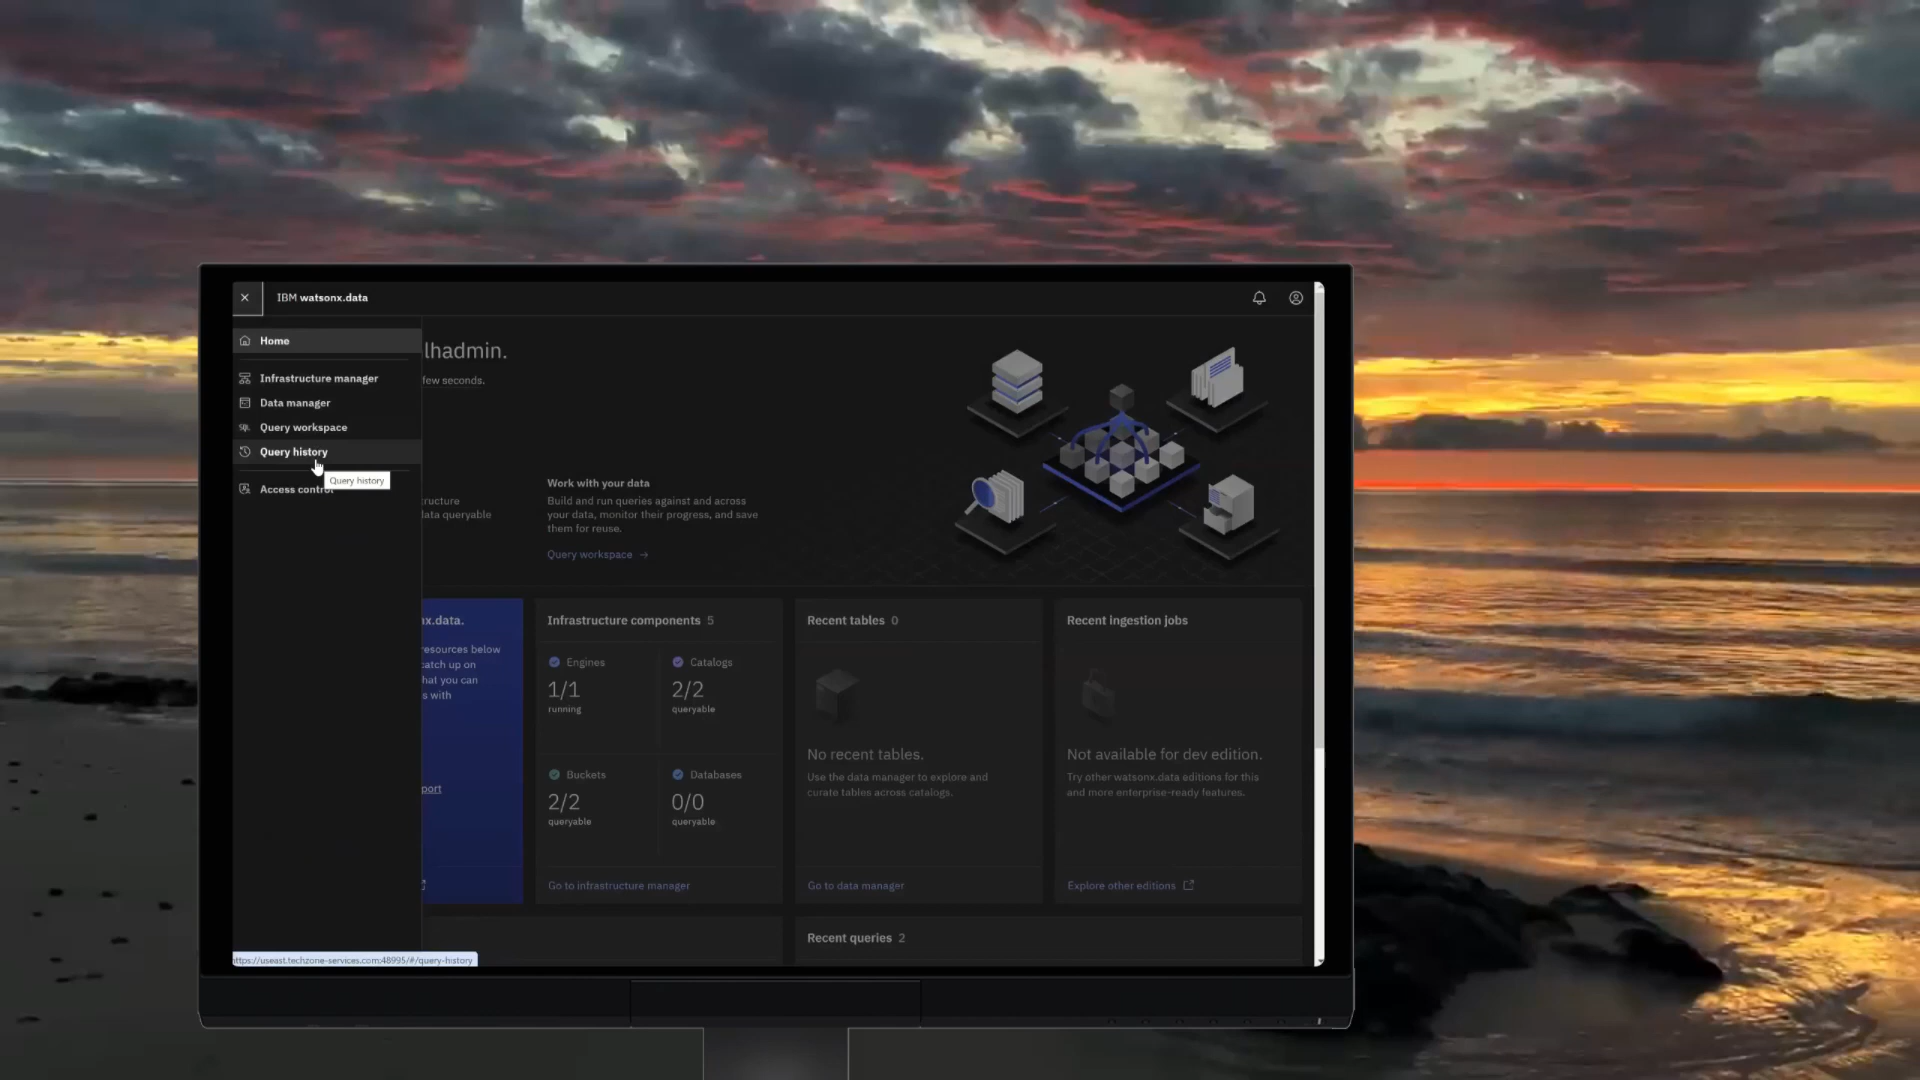 IBM watsonx.data
Home
Infrastructure manager
Data manager
Query workspace
Query history
Query history
Access control
lhadmin.
few seconds.
ructure
lata queryable
Work with your data
Build and run queries against and across
your data, monitor their progress, and save
them for reuse.
Query workspace →
x.data.
resources below
catch up on
hat you can
s with
port
Infrastructure components 5
Engines
1/1
running
Catalogs
2/2
queryable
Buckets
2/2
queryable
Databases
0/0
queryable
Go to infrastructure manager
Recent tables 0
No recent tables.
Use the data manager to explore and
curate tables across catalogs.
Go to data manager
Recent ingestion jobs
Not available for dev edition.
Try other watsonx.data editions for this
and more enterprise-ready features.
Explore other editions
Recent queries 2
https://useast.techzone-services.com:48995/#/query-history